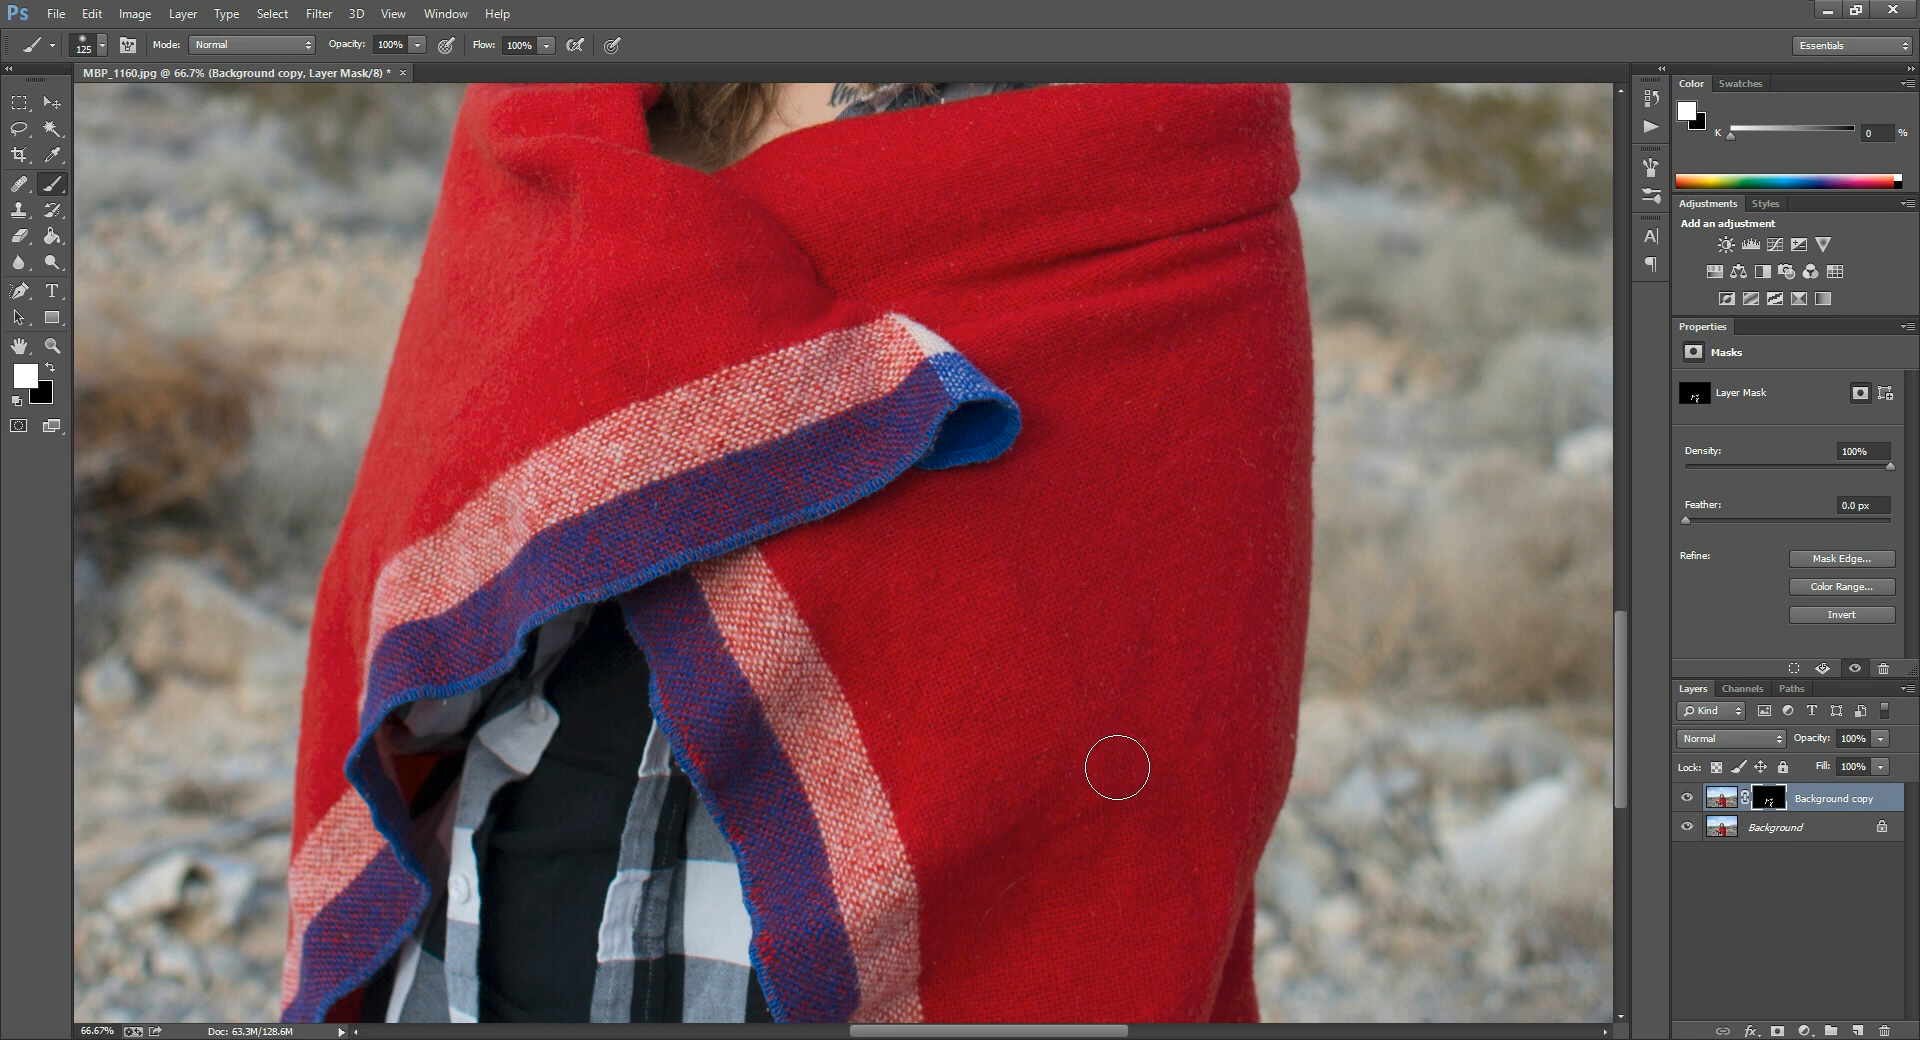 Ps File Edit Image Layer Type Select Filter 3D View Window Help
125 Mode: Normal Opacity: 100% Flow: 100% Essentials
MBP_1160.jpg @ 66.7% (Background copy, Layer Mask/8) * ×
Color Swatches
K 0 %
Adjustments Styles
Add an adjustment
Properties
Masks
Layer Mask
Density: 100%
Feather: 0.0 px
Refine: Mask Edge...
Color Range...
Invert
Layers Channels Paths
Kind
Normal Opacity: 100%
Lock: Fill: 100%
Background copy
Background
66.67% Doc: 63.3M/128.6M